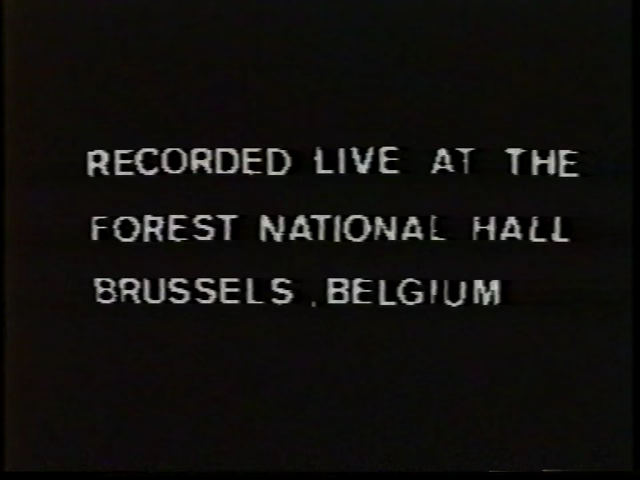 RECORDED LIVE AT THE
FOREST NATIONAL HALL
BRUSSELS, BELGIUM